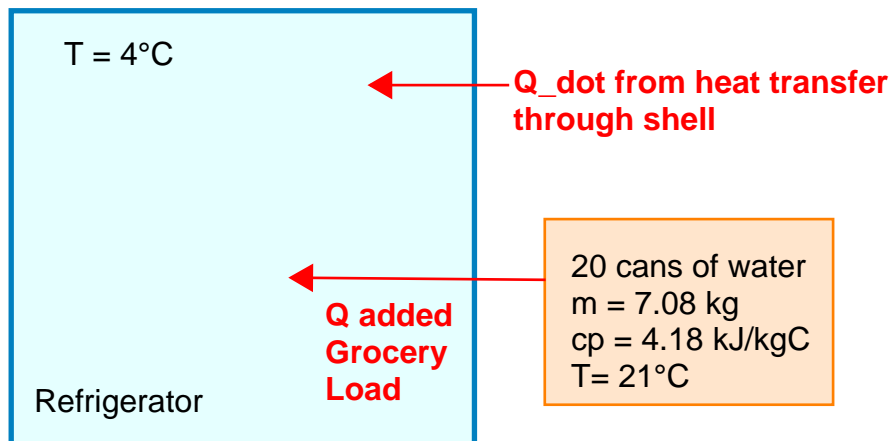 T = 4°C
Q_dot from heat transfer
through shell
20 cans of water
m = 7.08 kg
cp = 4.18 kJ/kgC
T= 21°C
Q added
Grocery
Load
Refrigerator